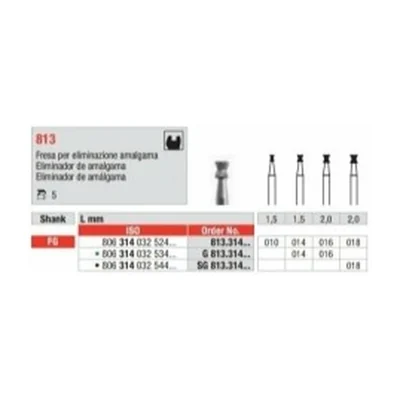 813
Fresa per eliminazione amalgama
Eliminador de amalgama
Eliminador de amálgama
5
Shank L mm 1,5 1.5 2,0 2,0
ISO Order No.
FG 806 314 032 524... 813.314... 010 014 016 018
806 314 032 534... G 813.314... 014 016
806 314 032 544... SG 813.314... 018